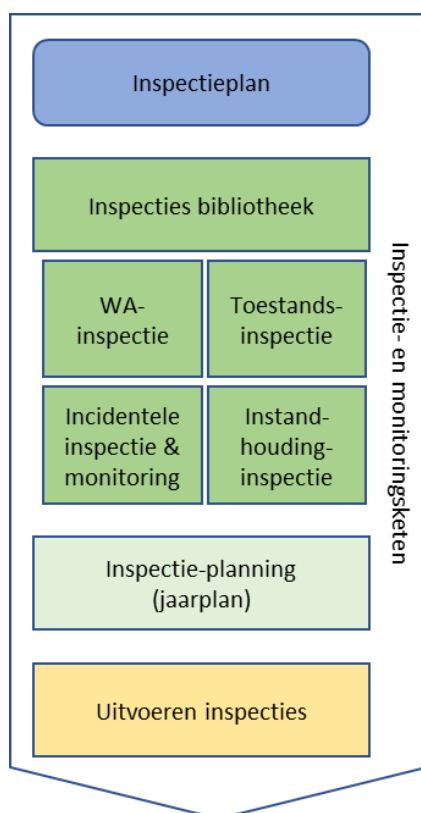 Inspectieplan
Inspecties bibliotheek
WA-
inspectie
Toestands-
inspectie
Incidentele
inspectie &
monitoring
Instand-
houding-
inspectie
Inspectie-planning
(jaarplan)
Uitvoeren inspecties
Inspectie- en monitoringsketen